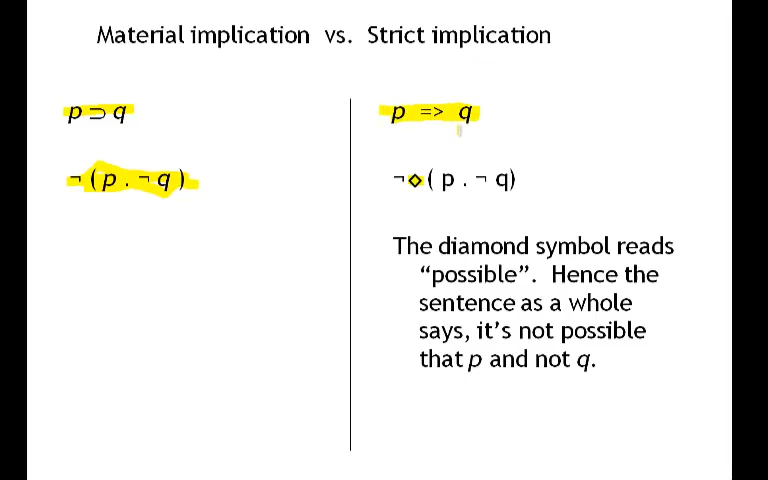 Material implication vs. Strict implication
p ⊃ q
¬ ( p . ¬ q )
p => q
¬◇( p . ¬ q)
The diamond symbol reads
“possible”. Hence the
sentence as a whole
says, it’s not possible
that p and not q.